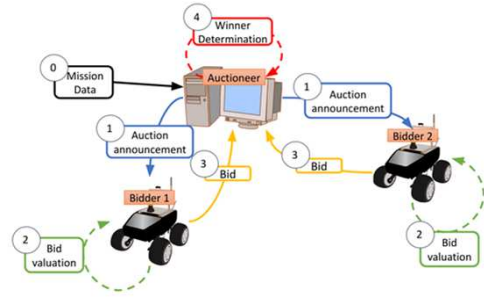 4
Winner
Determination
0
Mission
Data
Auctioneer
1
Auction
announcement
1
Auction
announcement
Bidder 2
3
Bid
3
Bid
Bidder 1
2
Bid
valuation
2
Bid
valuation